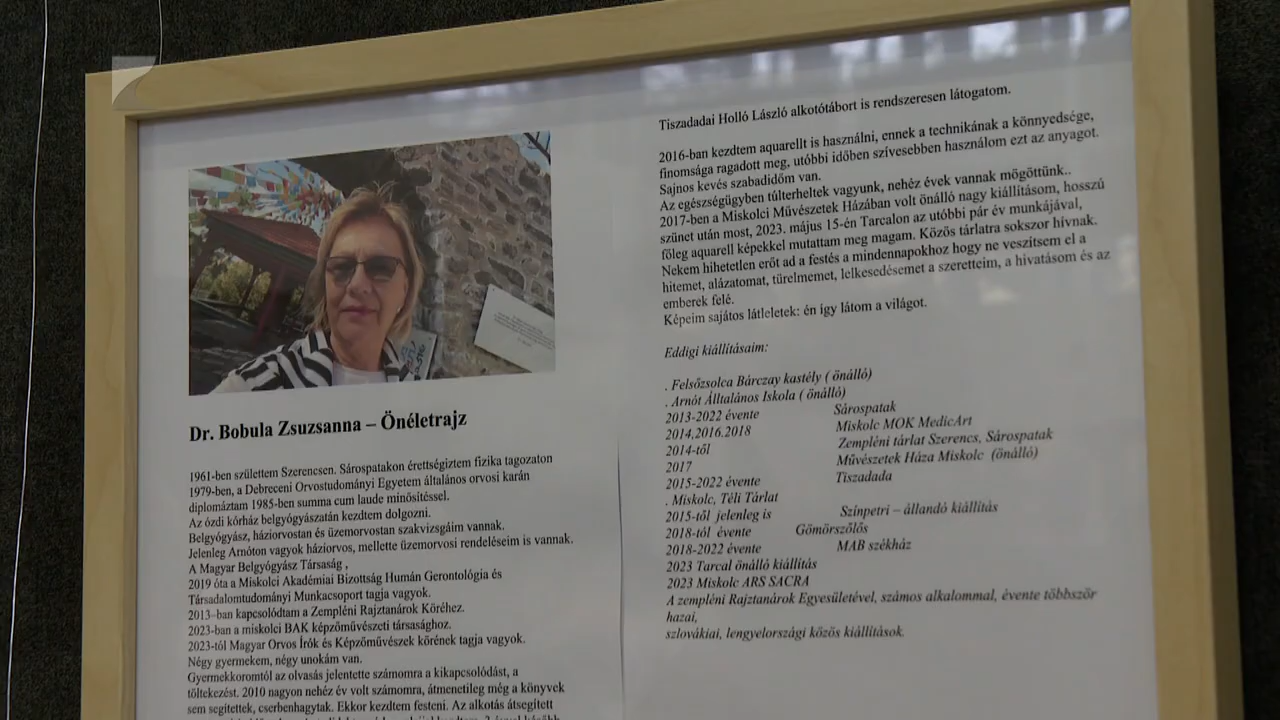 Dr. Bobula Zsuzsanna – Önéletrajz
1961-ben születtem Szerencsen. Sárospatakon érettségiztem fizika tagozaton
1979-ben, a Debreceni Orvostudományi Egyetem általános orvosi karán
diplomáztam 1985-ben summa cum laude minősítéssel.
Az ózdi kórház belgyógyászatán kezdtem dolgozni.
Belgyógyász, háziorvostan és üzemorvostan szakvizsgáim vannak.
Jelenleg Arnóton vagyok háziorvos, mellette üzemorvosi rendeléseim is vannak.
A Magyar Belgyógyász Társaság ,
2019 óta a Miskolci Akadémiai Bizottság Humán Gerontológia és
Társadalomtudományi Munkacsoport tagja vagyok.
2013-ban kapcsolódtam a Zempléni Rajztanárok Köréhez.
2023-ban a miskolci BAK képzőművészeti társasághoz.
2023-tól Magyar Orvos Írók és Képzőművészek körének tagja vagyok.
Négy gyermekem, négy unokám van.
Gyermekkoromtól az olvasás jelentette számomra a kikapcsolódást, a
töltekezést. 2010 nagyon nehéz év volt számomra, átmenetileg még a könyvek
sem segítettek, cserbenhagytak. Ekkor kezdtem festeni. Az alkotás átsegített
Tiszadadai Holló László alkotótábort is rendszeresen látogatom.
2016-ban kezdtem aquarellt is használni, ennek a technikának a könnyedsége,
finomsága ragadott meg, utóbbi időben szívesebben használom ezt az anyagot.
Sajnos kevés szabadidőm van.
Az egészségügyben túlterheltek vagyunk, nehéz évek vannak mögöttünk..
2017-ben a Miskolci Művészetek Házában volt önálló nagy kiállításom, hosszú
szünet után most, 2023. május 15-én Tarcalon az utóbbi pár év munkájával,
főleg aquarell képekkel mutattam meg magam. Közös tárlatra sokszor hívnak.
Nekem hihetetlen erőt ad a festés a mindennapokhoz hogy ne veszítsem el a
hitemet, alázatomat, türelmemet, lelkesedésemet a szeretteim, a hivatásom és az
emberek felé.
Képeim sajátos látleletek: én így látom a világot.
Eddigi kiállításaim:
. Felsőzsolca Bárczay kastély ( önálló)
. Arnót Álltalános Iskola ( önálló)
2013-2022 évente Sárospatak
2014,2016.2018 Miskolc MOK MedicArt
2014-től Zempléni tárlat Szerencs, Sárospatak
2017 Művészetek Háza Miskolc (önálló)
2015-2022 évente Tiszadada
. Miskolc, Téli Tárlat
2015-től jelenleg is Színpetri – állandó kiállítás
2018-tól évente Gömörszőlős
2018-2022 évente MAB székház
2023 Tarcal önálló kiállítás
2023 Miskolc ARS SACRA
A zempléni Rajztanárok Egyesületével, számos alkalommal, évente többször
hazai,
szlovákiai, lengyelországi közös kiállítások.